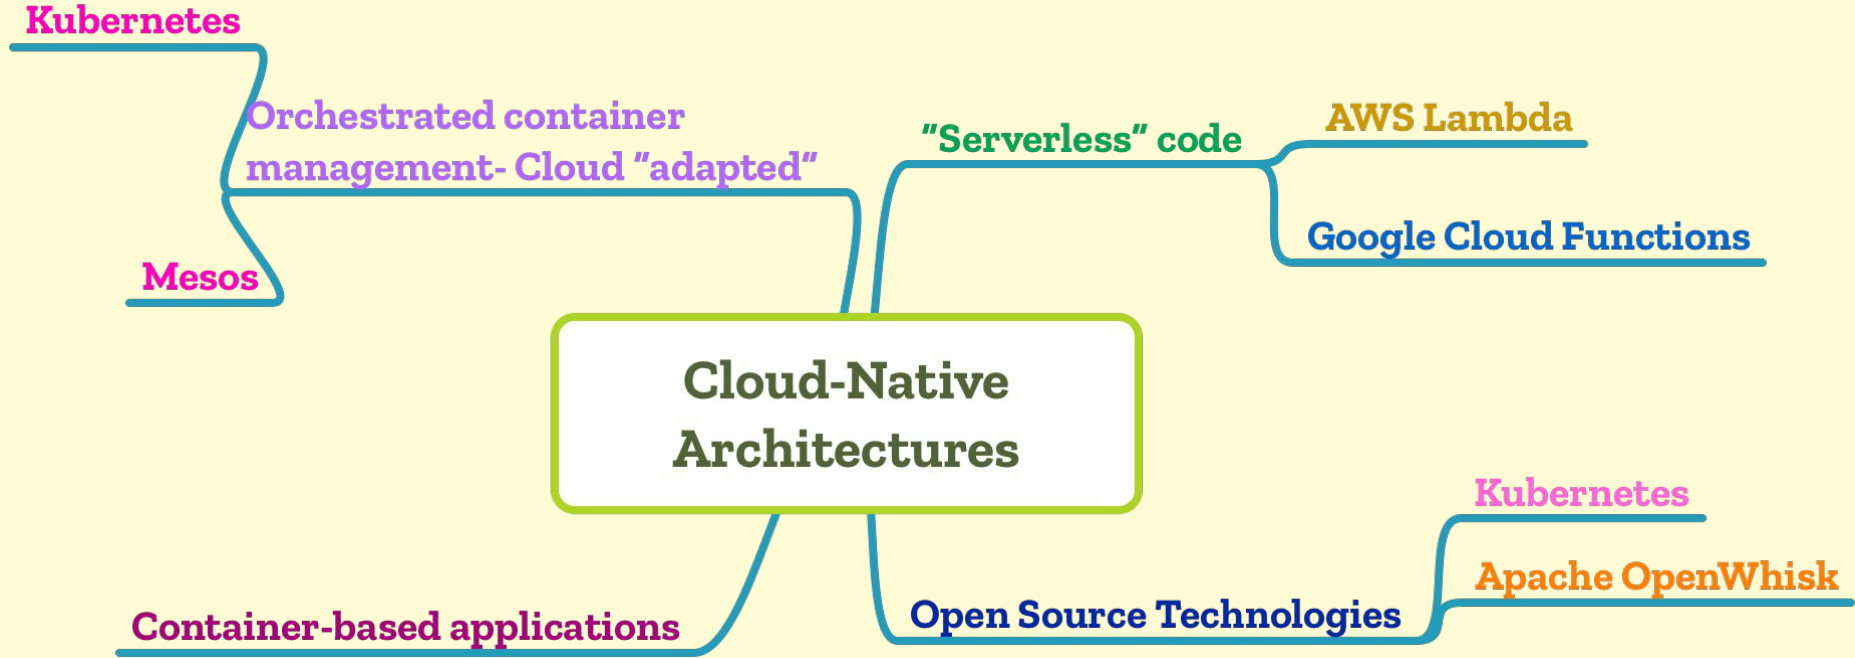 Kubernetes
Orchestrated container
management- Cloud "adapted"
Mesos
"Serverless" code
AWS Lambda
Google Cloud Functions
Cloud-Native
Architectures
Container-based applications
Open Source Technologies
Kubernetes
Apache OpenWhisk